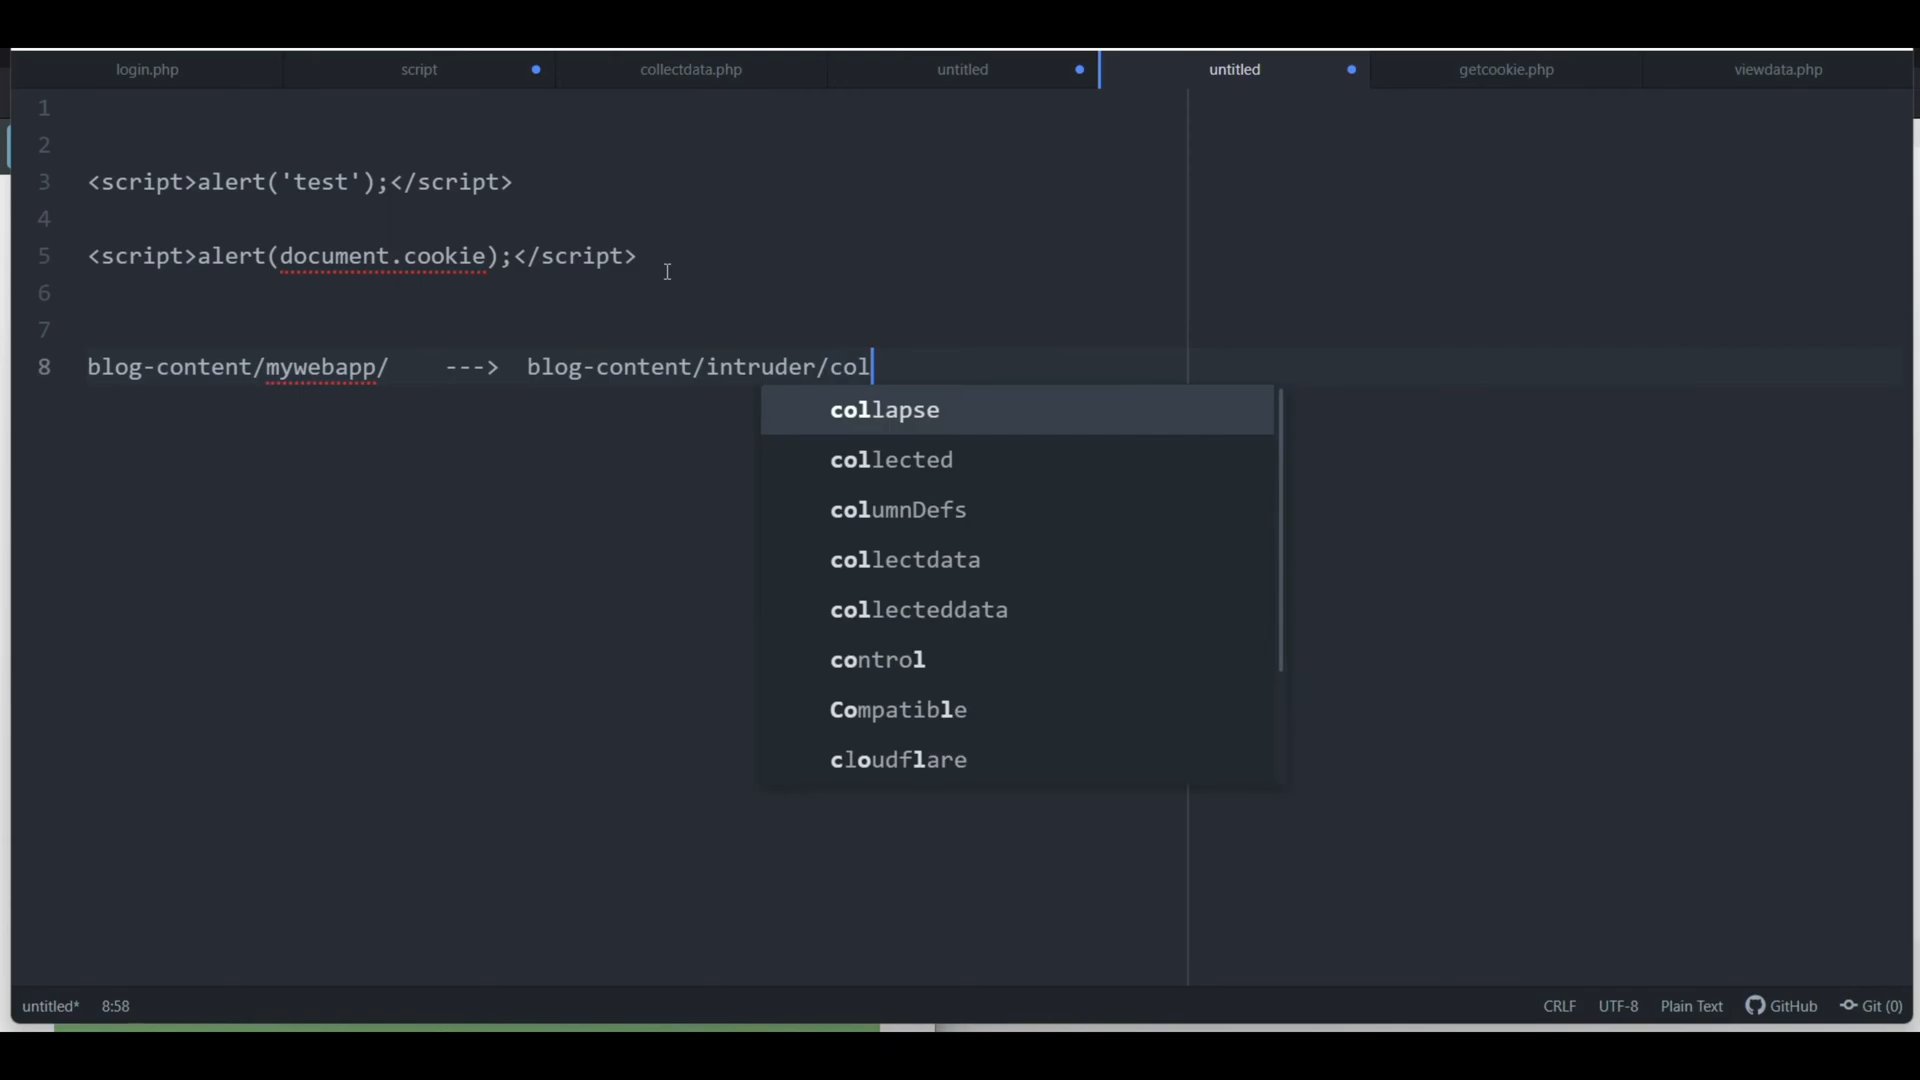 login.php script collectdata.php untitled untitled getcookie.php viewdata.php
1
2
3 <script>alert('test');</script>
4
5 <script>alert(document.cookie);</script>
6
7
8 blog-content/mywebapp/ ---> blog-content/intruder/col
collapse
collected
columnDefs
collectdata
collecteddata
control
Compatible
cloudflare
untitled* 8:58 CRLF UTF-8 Plain Text GitHub Git (0)